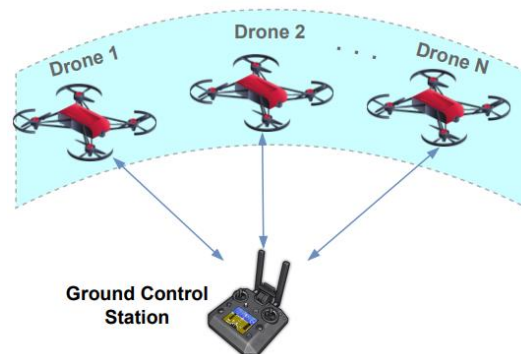 Drone 1
Drone 2
. . .
Drone N
Ground Control
Station